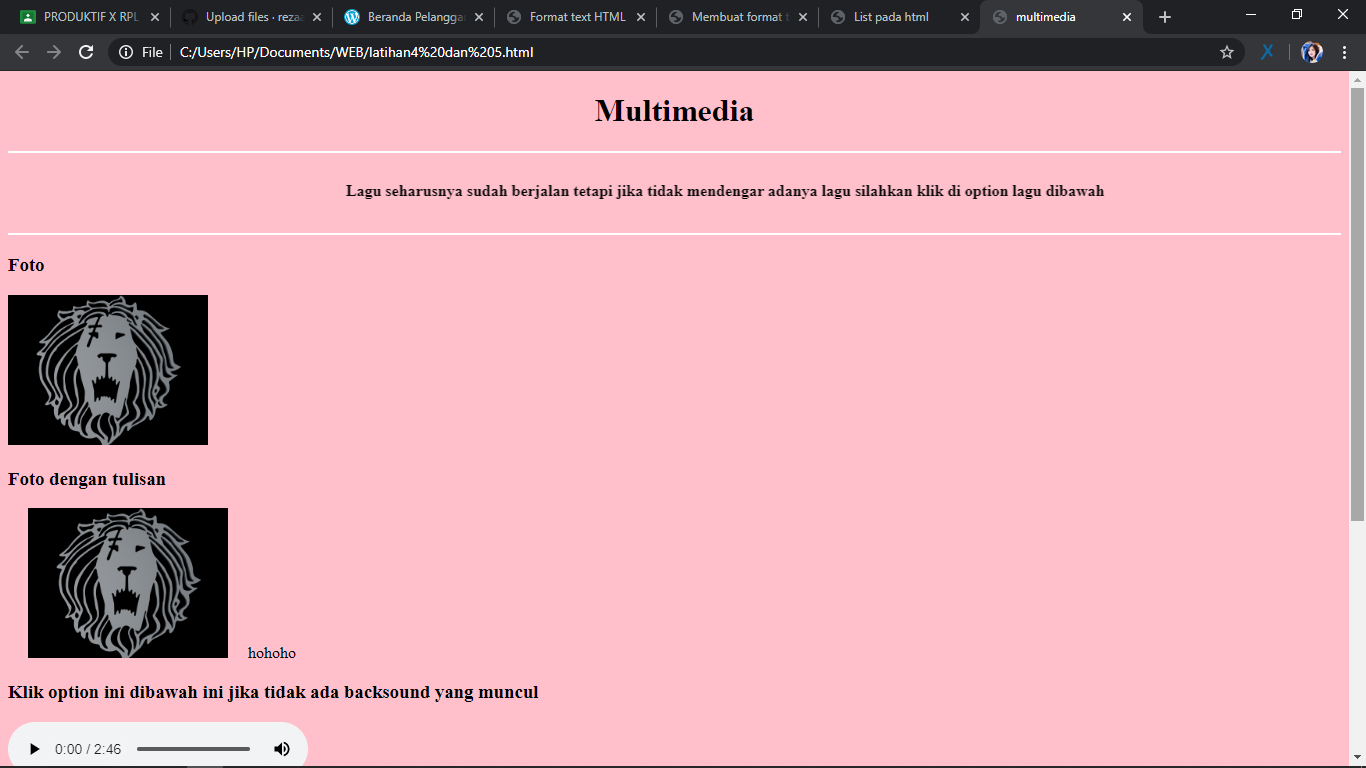 PRODUKTIF X RPL
Upload files · reza
Beranda Pelangga
Format text HTML
Membuat format t
List pada html
multimedia
File
C:/Users/HP/Documents/WEB/latihan4%20dan%205.html
Multimedia
Lagu seharusnya sudah berjalan tetapi jika tidak mendengar adanya lagu silahkan klik di option lagu dibawah
Foto
Foto dengan tulisan
hohoho
Klik option ini dibawah ini jika tidak ada backsound yang muncul
0:00 / 2:46